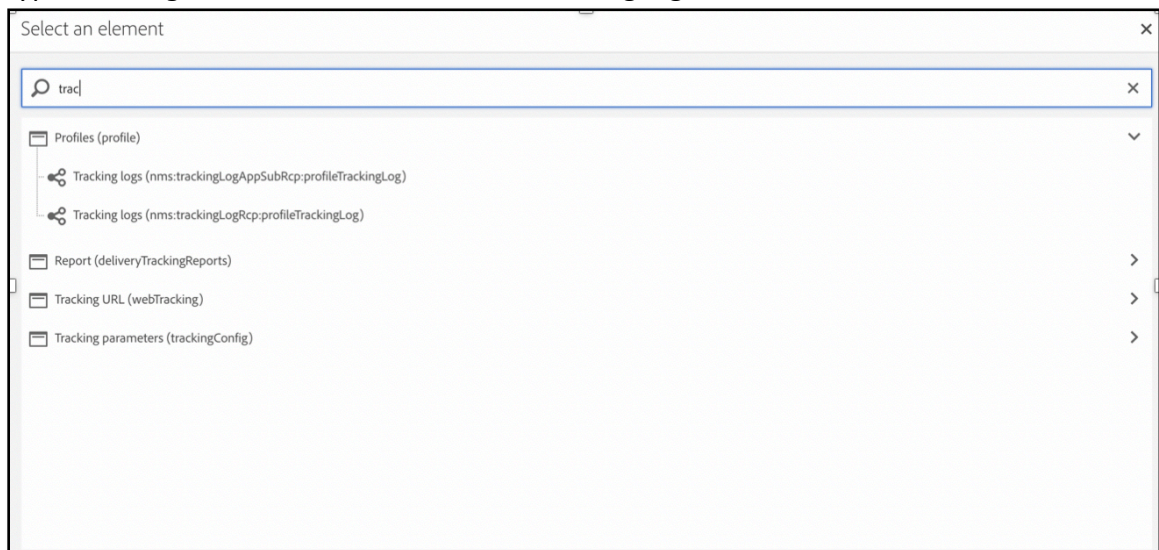 Select an element
trac
Profiles (profile)
Tracking logs (nms:trackingLogAppSubRcp:profileTrackingLog)
Tracking logs (nms:trackingLogRcp:profileTrackingLog)
Report (deliveryTrackingReports)
Tracking URL (webTracking)
Tracking parameters (trackingConfig)